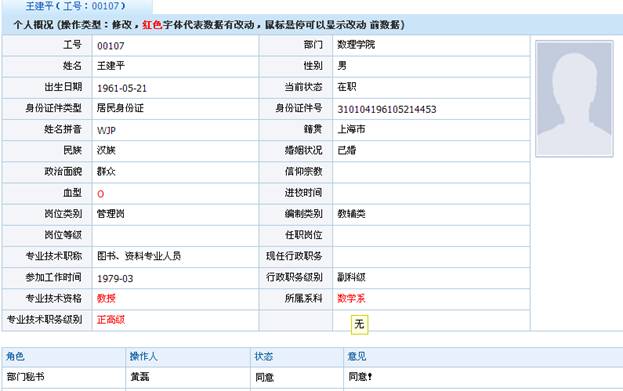 王建平( 工号：00107)
个人概况 (操作类型：修改，红色字体代表数据有改动，鼠标悬停可以显示改动 前数据)
工号 00107 部门 数理学院
姓名 王建平 性别 男
出生日期 1961-05-21 当前状态 在职
身份证件类型 居民身份证 身份证件号 310104196105214453
姓名拼音 WJP 籍贯 上海市
民族 汉族 婚姻状况 已婚
政治面貌 群众 信仰宗教
血型 O 进校时间
岗位类别 管理岗 编制类别 教辅类
岗位等级 任职岗位
专业技术职称 图书、资料专业人员 现任行政职务
参加工作时间 1979-03 行政职务级别 副科级
专业技术资格 教授 所属系科 数学系
专业技术职务级别 正高级 无
角色 操作人 状态 意见
部门秘书 黄磊 同意 同意！